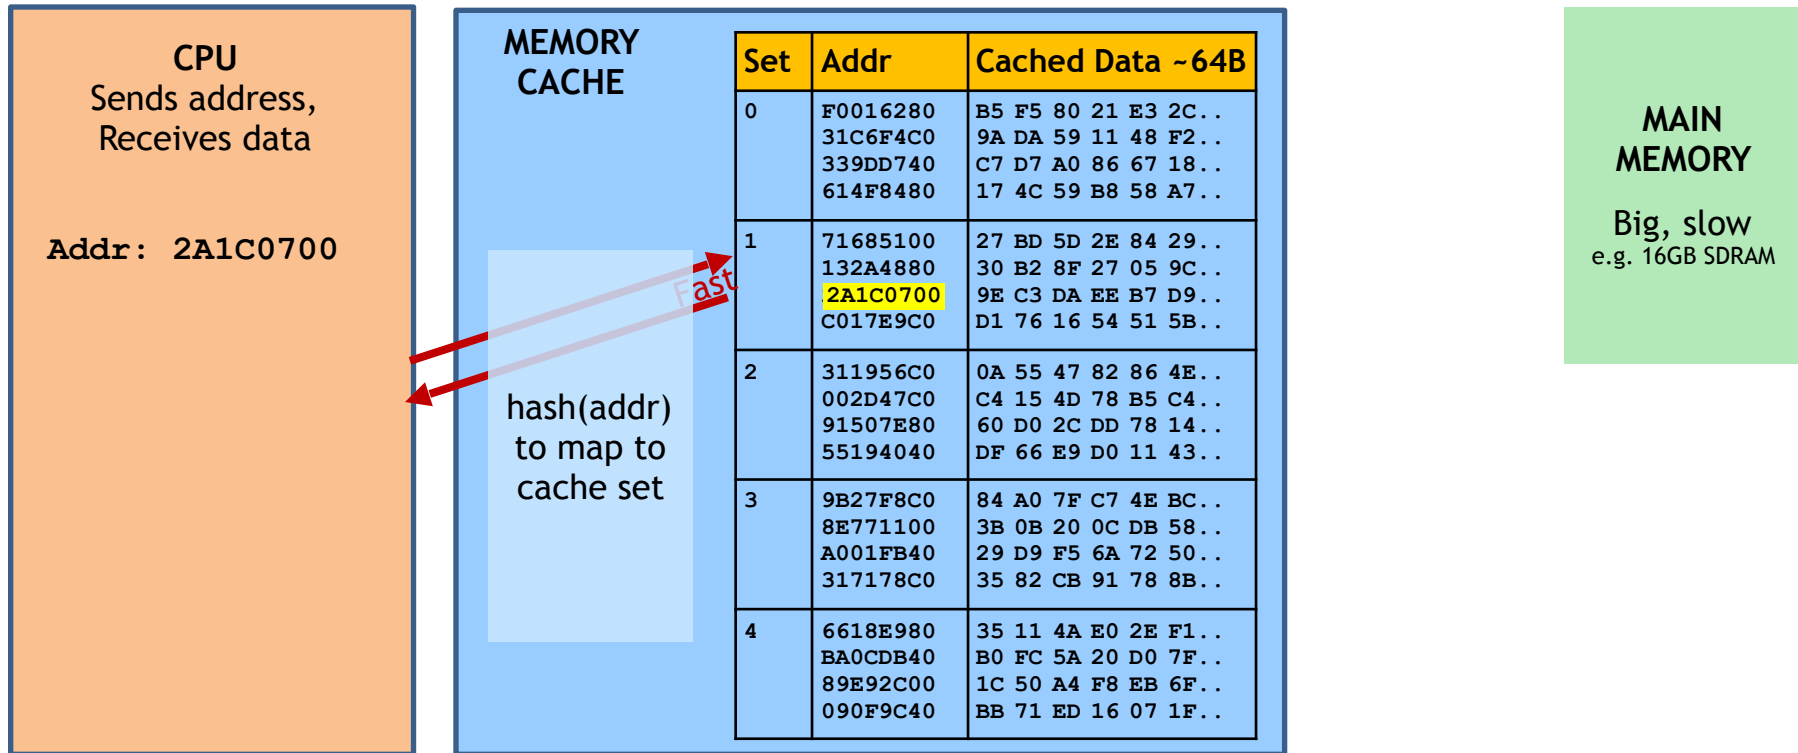 CPU
Sends address,
Receives data
Addr: 2A1C0700
MEMORY
CACHE
hash(addr)
to map to
cache set
Fast
Set Addr Cached Data ~64B
0 F0016280 B5 F5 80 21 E3 2C..
31C6F4C0 9A DA 59 11 48 F2..
339DD740 C7 D7 A0 86 67 18..
614F8480 17 4C 59 B8 58 A7..
1 71685100 27 BD 5D 2E 84 29..
132A4880 30 B2 8F 27 05 9C..
2A1C0700 9E C3 DA EE B7 D9..
C017E9C0 D1 76 16 54 51 5B..
2 311956C0 0A 55 47 82 86 4E..
002D47C0 C4 15 4D 78 B5 C4..
91507E80 60 D0 2C DD 78 14..
55194040 DF 66 E9 D0 11 43..
3 9B27F8C0 84 A0 7F C7 4E BC..
8E771100 3B 0B 20 0C DB 58..
A001FB40 29 D9 F5 6A 72 50..
317178C0 35 82 CB 91 78 8B..
4 6618E980 35 11 4A E0 2E F1..
BA0CDB40 B0 FC 5A 20 D0 7F..
89E92C00 1C 50 A4 F8 EB 6F..
090F9C40 BB 71 ED 16 07 1F..
MAIN
MEMORY
Big, slow
e.g. 16GB SDRAM